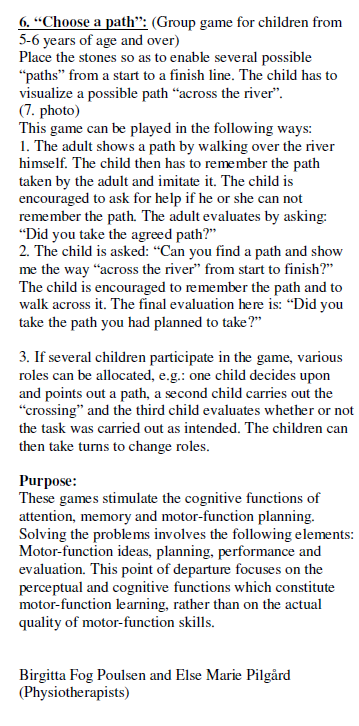 6. “Choose a path”: (Group game for children from
5-6 years of age and over)
Place the stones so as to enable several possible
“paths” from a start to a finish line. The child has to
visualize a possible path “across the river”.
(7. photo)
This game can be played in the following ways:
1. The adult shows a path by walking over the river
himself. The child then has to remember the path
taken by the adult and imitate it. The child is
encouraged to ask for help if he or she can not
remember the path. The adult evaluates by asking:
“Did you take the agreed path?”
2. The child is asked: “Can you find a path and show
me the way “across the river” from start to finish?”
The child is encouraged to remember the path and to
walk across it. The final evaluation here is: “Did you
take the path you had planned to take?”
3. If several children participate in the game, various
roles can be allocated, e.g.: one child decides upon
and points out a path, a second child carries out the
“crossing” and the third child evaluates whether or not
the task was carried out as intended. The children can
then take turns to change roles.
Purpose:
These games stimulate the cognitive functions of
attention, memory and motor-function planning.
Solving the problems involves the following elements:
Motor-function ideas, planning, performance and
evaluation. This point of departure focuses on the
perceptual and cognitive functions which constitute
motor-function learning, rather than on the actual
quality of motor-function skills.
Birgitta Fog Poulsen and Else Marie Pilgård
(Physiotherapists)